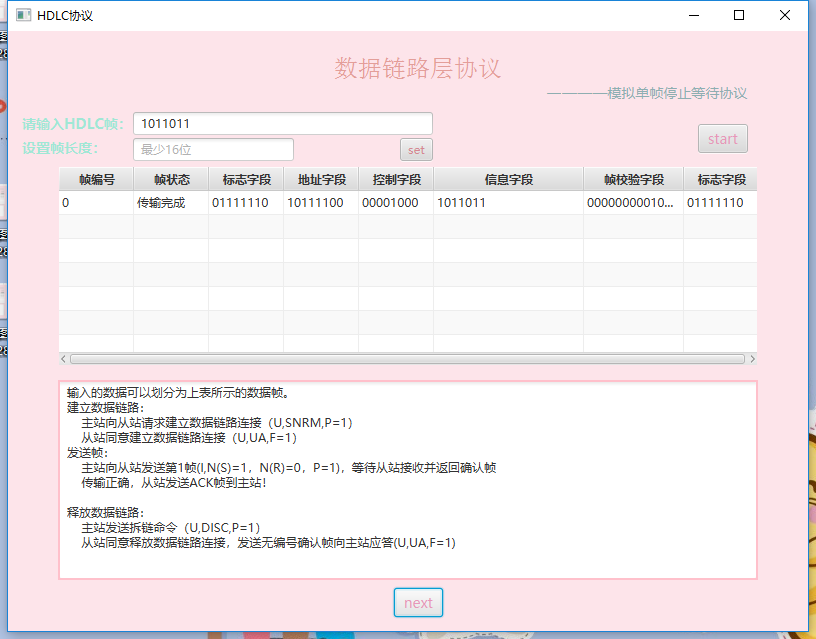 HDLC协议
数据链路层协议
————模拟单帧停止等待协议
请输入HDLC帧： 1011011
设置帧长度： 最少16位 set start
帧编号 帧状态 标志字段 地址字段 控制字段 信息字段 帧校验字段 标志字段
0 传输完成 01111110 10111100 00001000 1011011 00000000010... 01111110
输入的数据可以划分为上表所示的数据帧。
建立数据链路：
主站向从站请求建立数据链路连接（U,SNRM,P=1）
从站同意建立数据链路连接（U,UA,F=1）
发送帧：
主站向从站发送第1帧(I,N(S)=1，N(R)=0，P=1)，等待从站接收并返回确认帧
传输正确，从站发送ACK帧到主站！
释放数据链路：
主站发送拆链命令（U,DISC,P=1）
从站同意释放数据链路连接，发送无编号确认帧向主站应答(U,UA,F=1)
next